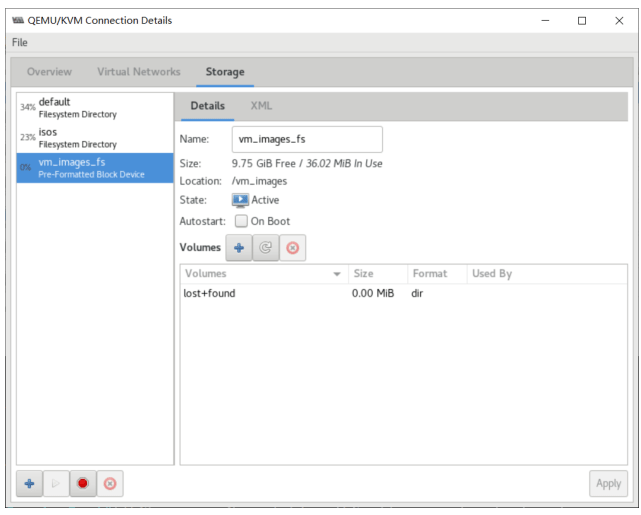 QEMU/KVM Connection Details
File
Overview Virtual Networks Storage
34% default
Filesystem Directory
23% isos
Filesystem Directory
0% vm_images_fs
Pre-Formatted Block Device
Details XML
Name: vm_images_fs
Size: 9.75 GiB Free / 36.02 MiB In Use
Location: /vm_images
State: Active
Autostart: On Boot
Volumes
Volumes Size Format Used By
lost+found 0.00 MiB dir
Apply